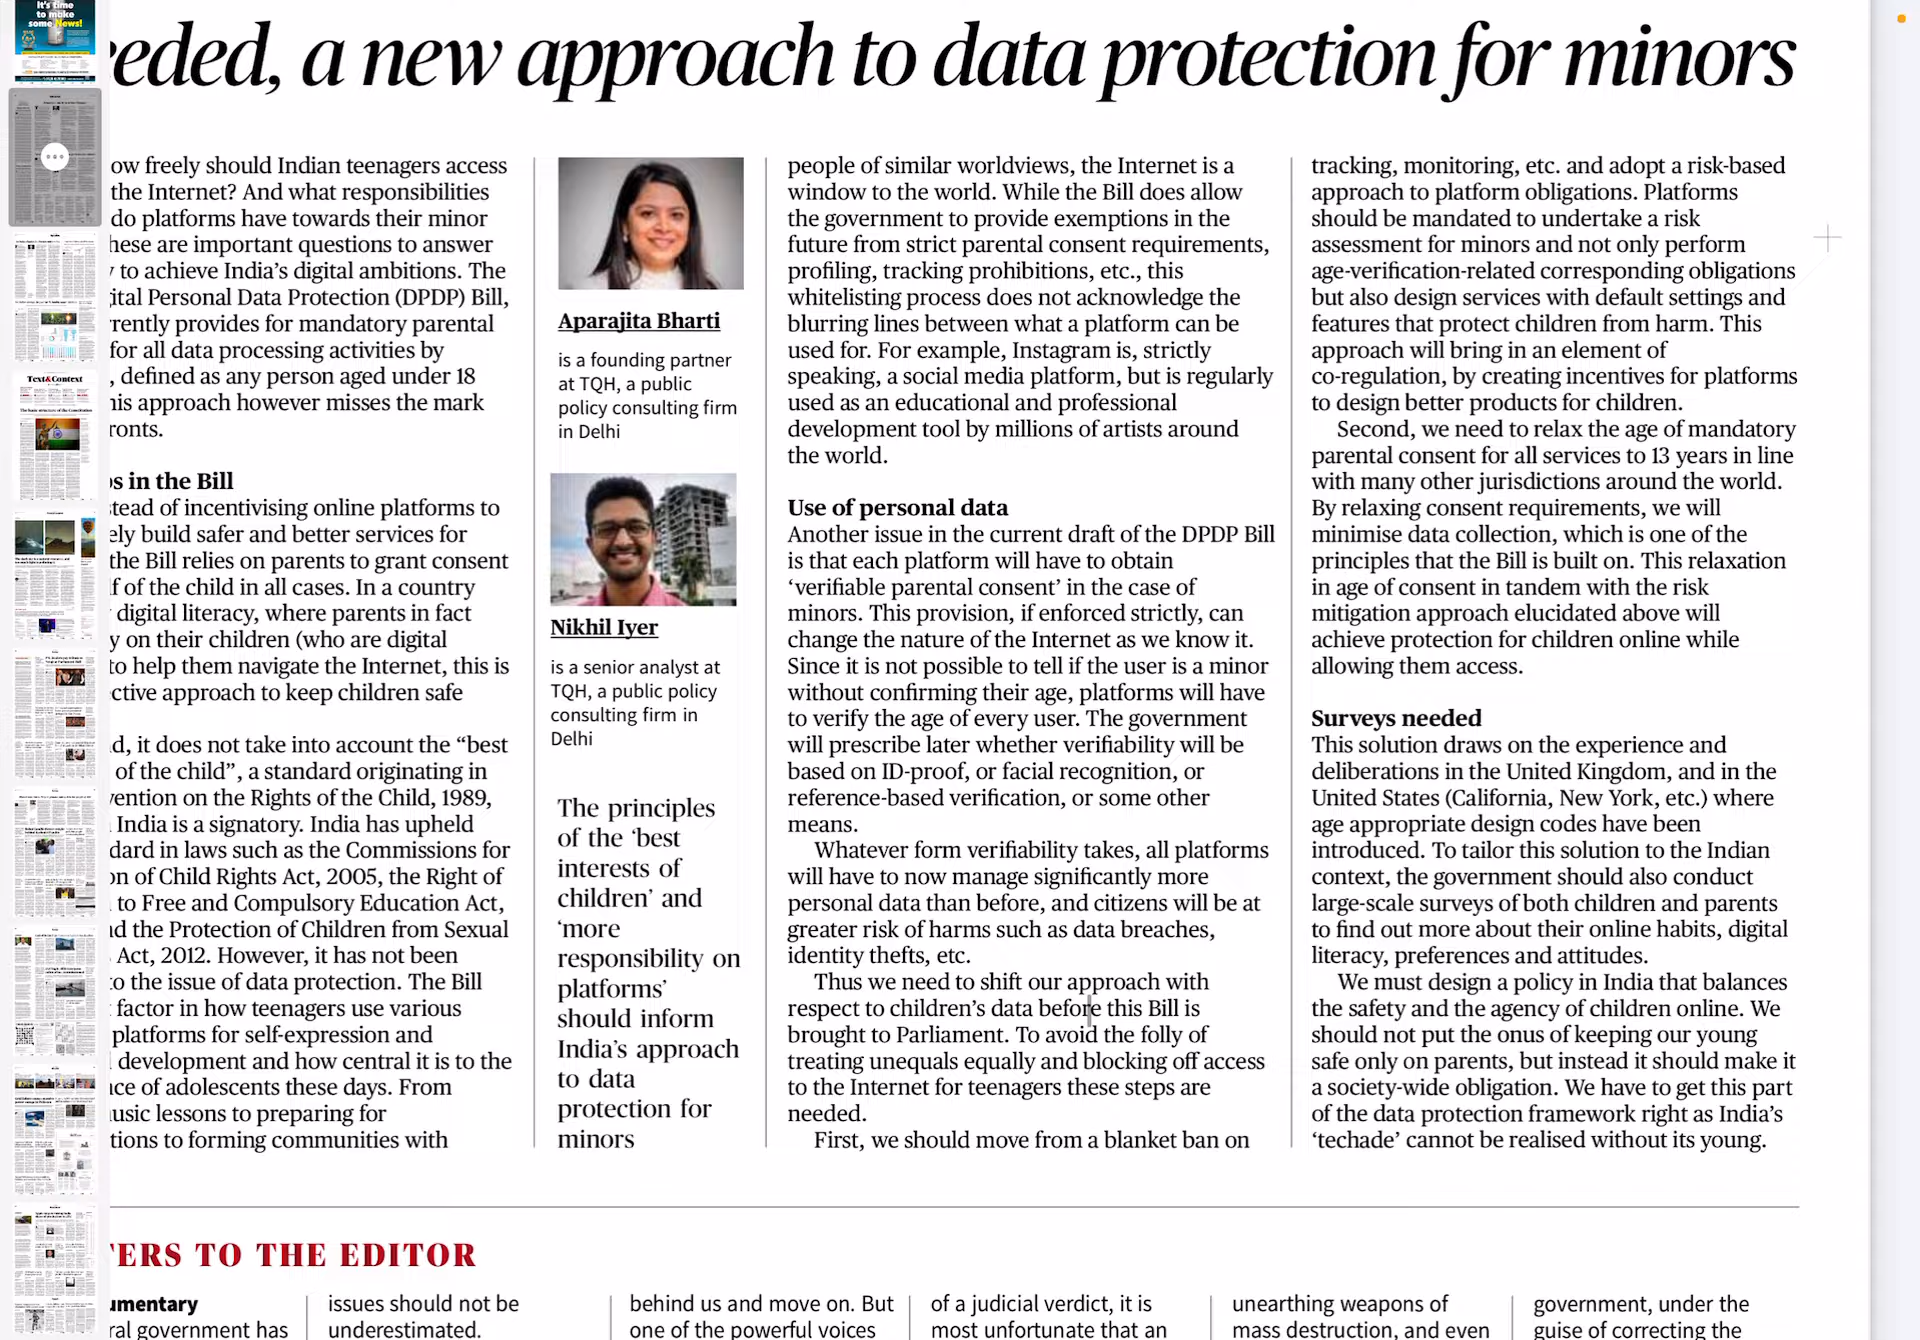 It's time
to make
some News!
eeded, a new approach to data protection for minors
ow freely should Indian teenagers access
the Internet? And what responsibilities
do platforms have towards their minor
hese are important questions to answer
to achieve India's digital ambitions. The
gital Personal Data Protection (DPDP) Bill,
rrently provides for mandatory parental
for all data processing activities by
, defined as any person aged under 18
his approach however misses the mark
ronts.
ps in the Bill
stead of incentivising online platforms to
ely build safer and better services for
the Bill relies on parents to grant consent
lf of the child in all cases. In a country
digital literacy, where parents in fact
y on their children (who are digital
to help them navigate the Internet, this is
ective approach to keep children safe
d, it does not take into account the “best
of the child”, a standard originating in
vention on the Rights of the Child, 1989,
India is a signatory. India has upheld
dard in laws such as the Commissions for
on of Child Rights Act, 2005, the Right of
to Free and Compulsory Education Act,
nd the Protection of Children from Sexual
Act, 2012. However, it has not been
to the issue of data protection. The Bill
factor in how teenagers use various
platforms for self-expression and
l development and how central it is to the
ce of adolescents these days. From
usic lessons to preparing for
tions to forming communities with
Aparajita Bharti
is a founding partner
at TQH, a public
policy consulting firm
in Delhi
Nikhil Iyer
is a senior analyst at
TQH, a public policy
consulting firm in
Delhi
The principles
of the ‘best
interests of
children’ and
‘more
responsibility on
platforms’
should inform
India’s approach
to data
protection for
minors
people of similar worldviews, the Internet is a
window to the world. While the Bill does allow
the government to provide exemptions in the
future from strict parental consent requirements,
profiling, tracking prohibitions, etc., this
whitelisting process does not acknowledge the
blurring lines between what a platform can be
used for. For example, Instagram is, strictly
speaking, a social media platform, but is regularly
used as an educational and professional
development tool by millions of artists around
the world.
Use of personal data
Another issue in the current draft of the DPDP Bill
is that each platform will have to obtain
‘verifiable parental consent’ in the case of
minors. This provision, if enforced strictly, can
change the nature of the Internet as we know it.
Since it is not possible to tell if the user is a minor
without confirming their age, platforms will have
to verify the age of every user. The government
will prescribe later whether verifiability will be
based on ID-proof, or facial recognition, or
reference-based verification, or some other
means.
Whatever form verifiability takes, all platforms
will have to now manage significantly more
personal data than before, and citizens will be at
greater risk of harms such as data breaches,
identity thefts, etc.
Thus we need to shift our approach with
respect to children’s data before this Bill is
brought to Parliament. To avoid the folly of
treating unequals equally and blocking off access
to the Internet for teenagers these steps are
needed.
First, we should move from a blanket ban on
tracking, monitoring, etc. and adopt a risk-based
approach to platform obligations. Platforms
should be mandated to undertake a risk
assessment for minors and not only perform
age-verification-related corresponding obligations
but also design services with default settings and
features that protect children from harm. This
approach will bring in an element of
co-regulation, by creating incentives for platforms
to design better products for children.
Second, we need to relax the age of mandatory
parental consent for all services to 13 years in line
with many other jurisdictions around the world.
By relaxing consent requirements, we will
minimise data collection, which is one of the
principles that the Bill is built on. This relaxation
in age of consent in tandem with the risk
mitigation approach elucidated above will
achieve protection for children online while
allowing them access.
Surveys needed
This solution draws on the experience and
deliberations in the United Kingdom, and in the
United States (California, New York, etc.) where
age appropriate design codes have been
introduced. To tailor this solution to the Indian
context, the government should also conduct
large-scale surveys of both children and parents
to find out more about their online habits, digital
literacy, preferences and attitudes.
We must design a policy in India that balances
the safety and the agency of children online. We
should not put the onus of keeping our young
safe only on parents, but instead it should make it
a society-wide obligation. We have to get this part
of the data protection framework right as India’s
‘techade’ cannot be realised without its young.
Text&Context
The basic structure of the Constitution
TERS TO THE EDITOR
umentary
ral government has
issues should not be
underestimated.
behind us and move on. But
one of the powerful voices
of a judicial verdict, it is
most unfortunate that an
unearthing weapons of
mass destruction, and even
government, under the
guise of correcting the